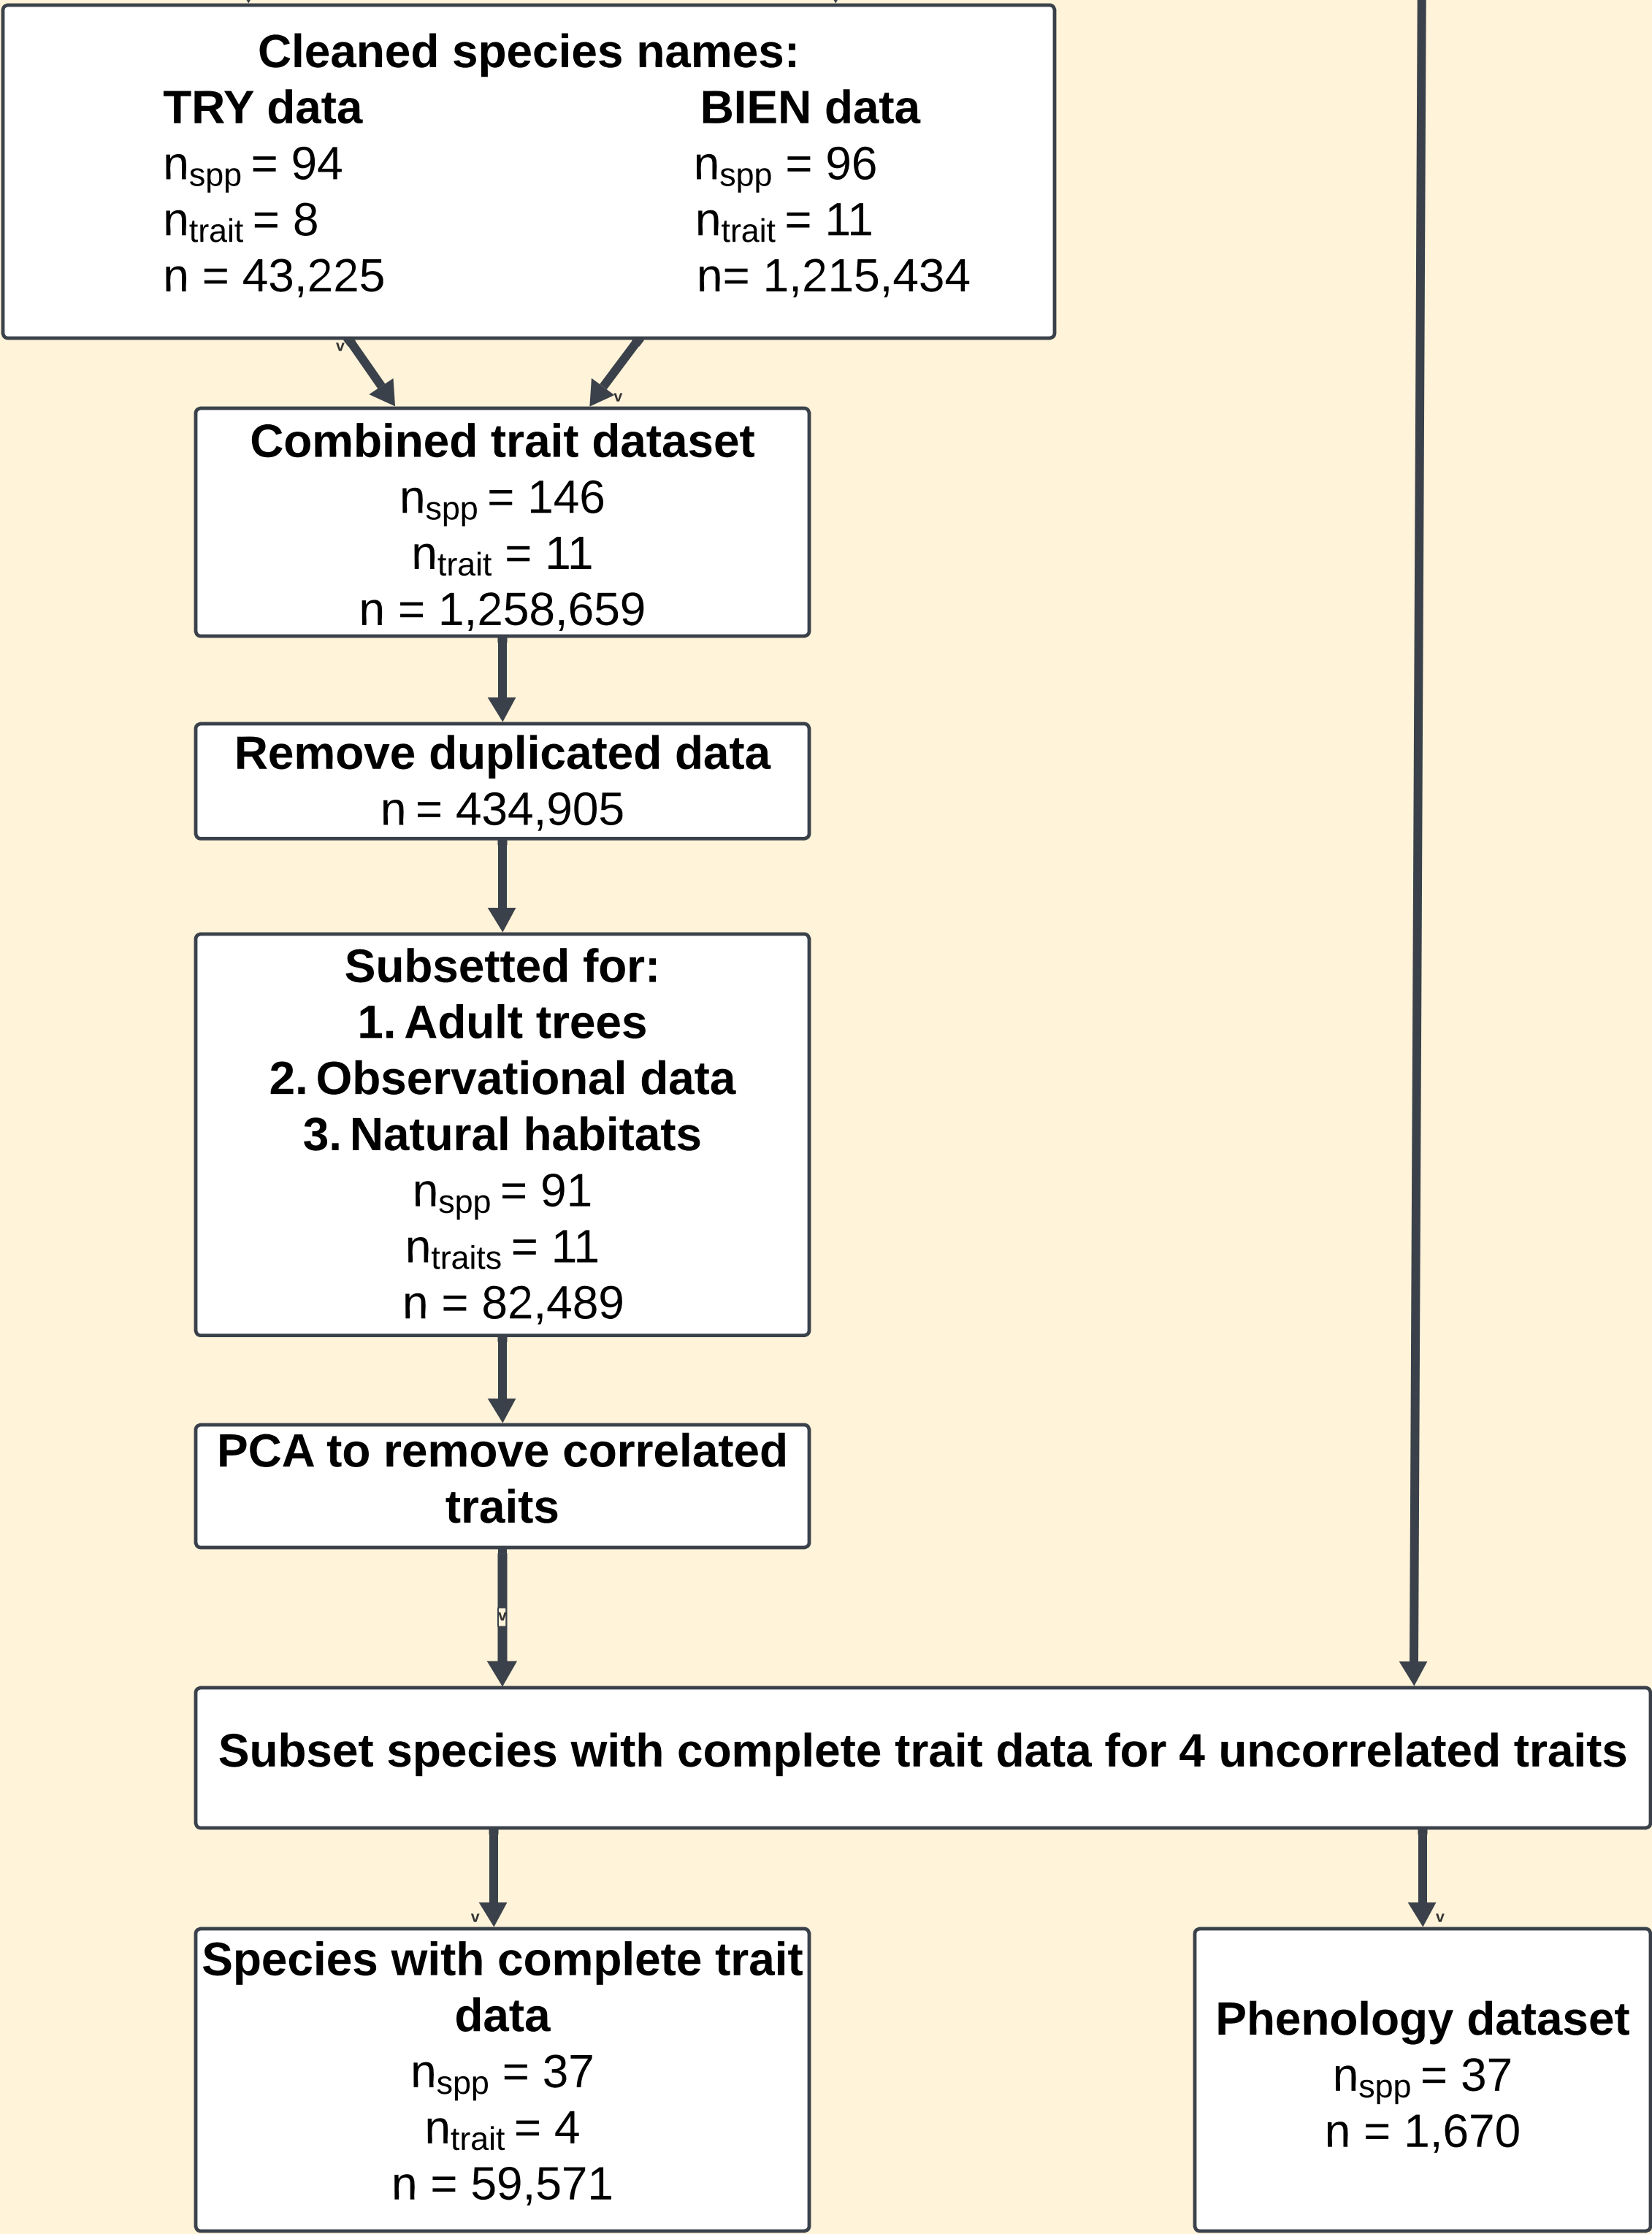 Cleaned species names:
TRY data BIEN data
nspp = 94 nspp = 96
ntrait = 8 ntrait = 11
n = 43,225 n= 1,215,434
v
v
Combined trait dataset
nspp = 146
ntrait = 11
n = 1,258,659
Remove duplicated data
n = 434,905
Subsetted for:
1. Adult trees
2. Observational data
3. Natural habitats
nspp = 91
ntraits = 11
n = 82,489
PCA to remove correlated
traits
v
Subset species with complete trait data for 4 uncorrelated traits
v v
Species with complete trait
data
nspp = 37
ntrait = 4
n = 59,571
Phenology dataset
nspp = 37
n = 1,670